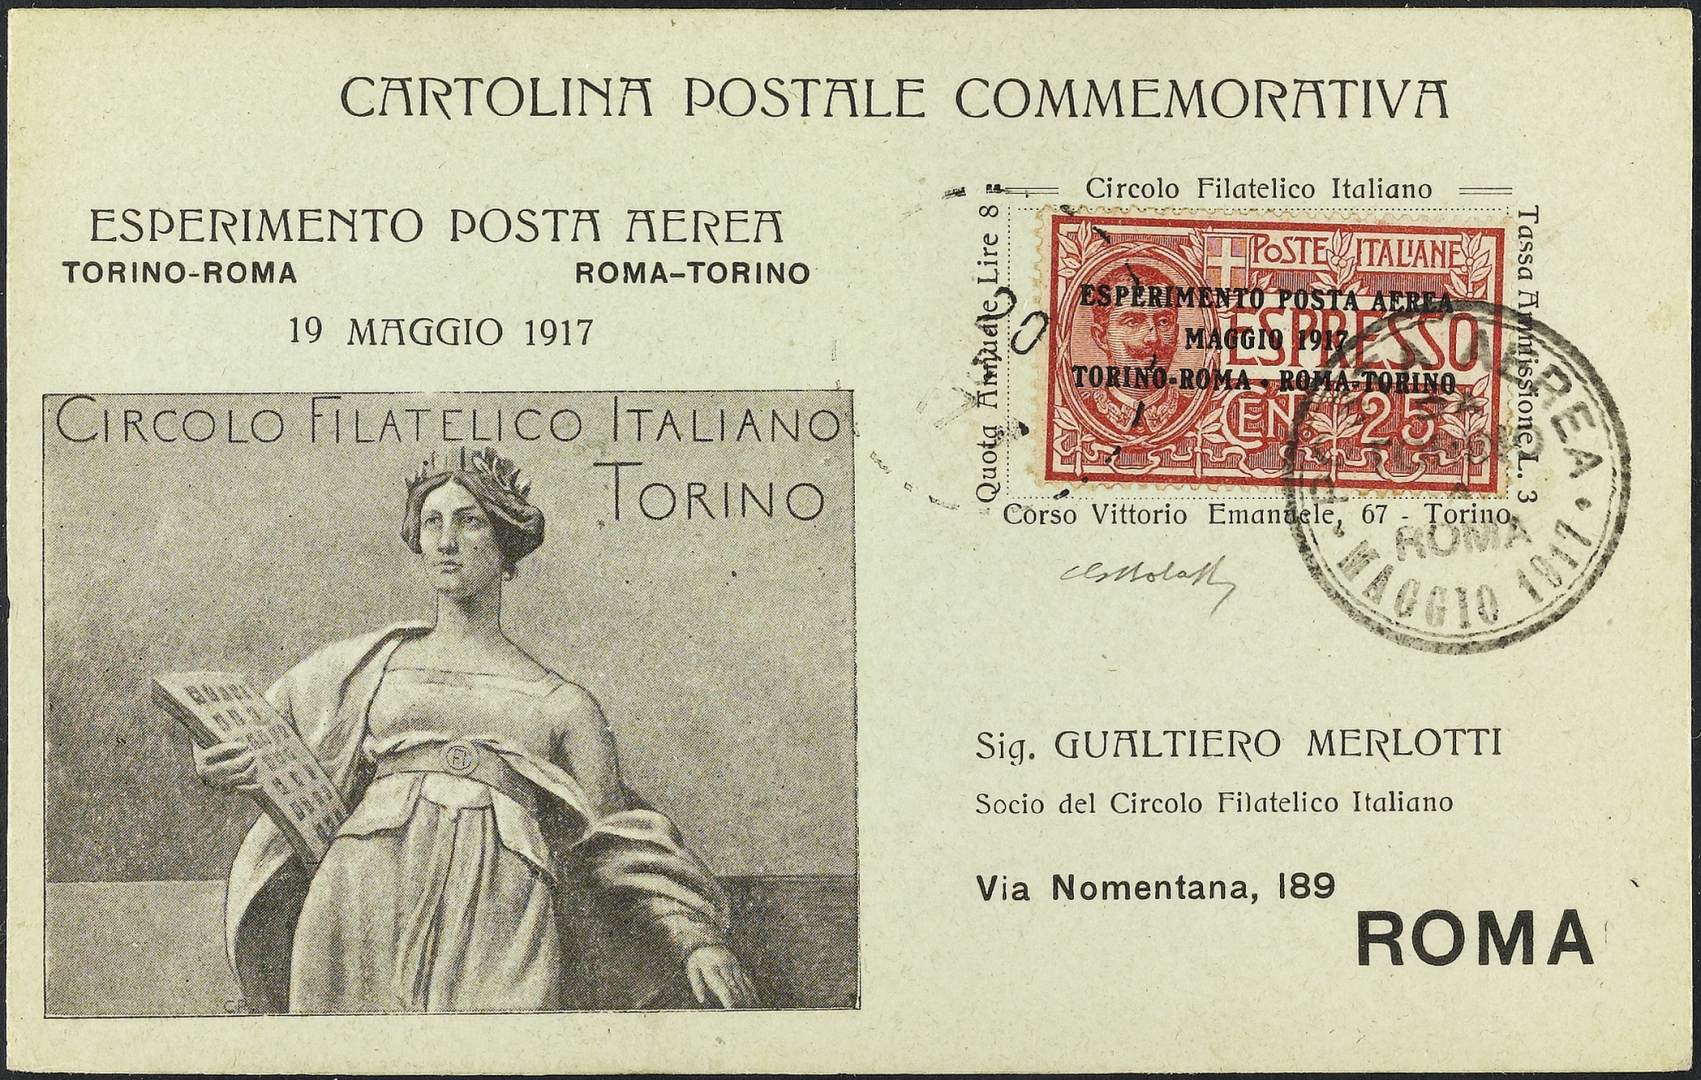 CARTOLINA POSTALE COMMEMORATIVA
ESPERIMENTO POSTA AEREA
TORINO-ROMA ROMA-TORINO
19 MAGGIO 1917
CIRCOLO FILATELICO ITALIANO
TORINO
FI
Circolo Filatelico Italiano
Quota Annuale Lire 8
Tassa Ammissione L. 3
Corso Vittorio Emanuele, 67 - Torino
POSTE ITALIANE
ESPRESSO
CENT. 25
ESPERIMENTO POSTA AEREA
MAGGIO 1917
TORINO-ROMA · ROMA-TORINO
AEREA
ROMA
· MAGGIO 1917 ·
Sig. GUALTIERO MERLOTTI
Socio del Circolo Filatelico Italiano
Via Nomentana, 189
ROMA